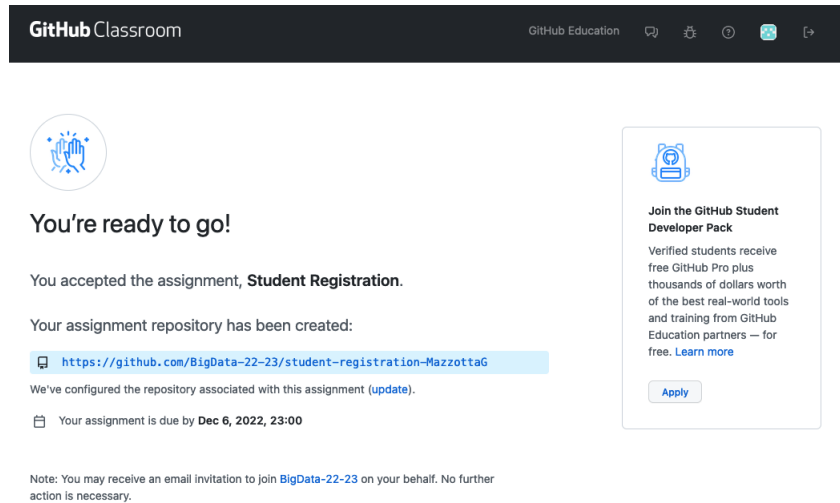 GitHub Classroom
GitHub Education
You're ready to go!
You accepted the assignment, Student Registration.
Your assignment repository has been created:
https://github.com/BigData-22-23/student-registration-MazzottaG
We've configured the repository associated with this assignment (update).
Your assignment is due by Dec 6, 2022, 23:00
Note: You may receive an email invitation to join BigData-22-23 on your behalf. No further
action is necessary.
Join the GitHub Student
Developer Pack
Verified students receive
free GitHub Pro plus
thousands of dollars worth
of the best real-world tools
and training from GitHub
Education partners — for
free. Learn more
Apply